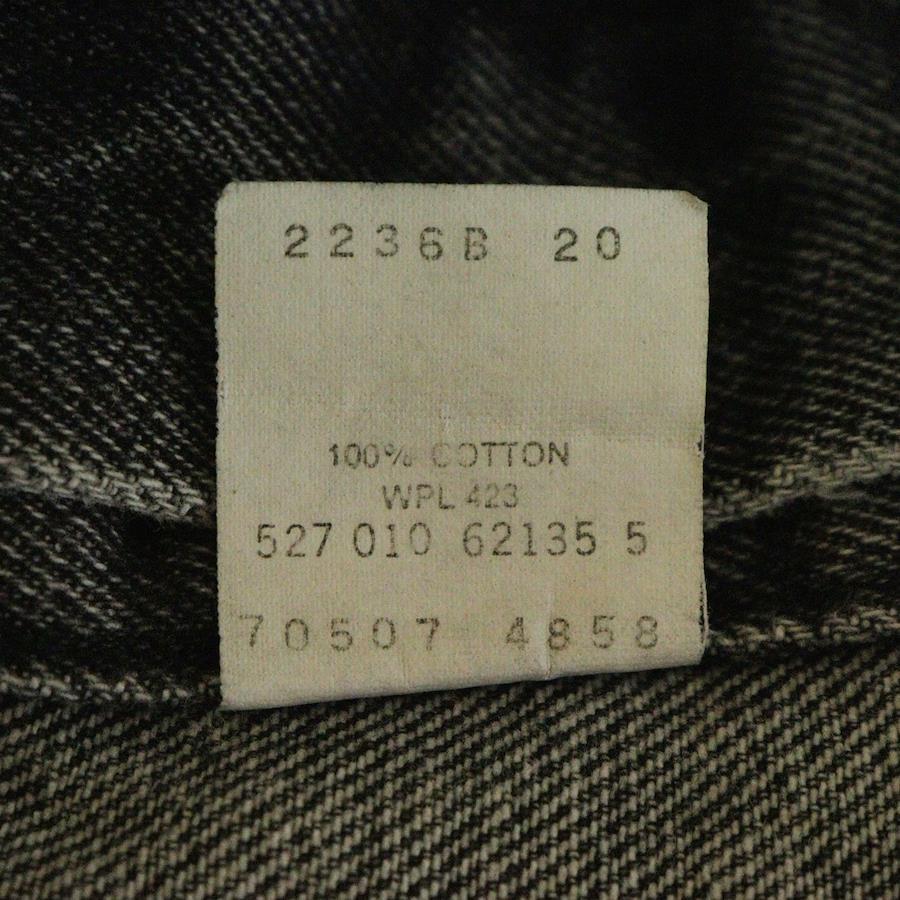 2236B 20
100% COTTON
WPL 423
527 010 62135 5
70507 4858